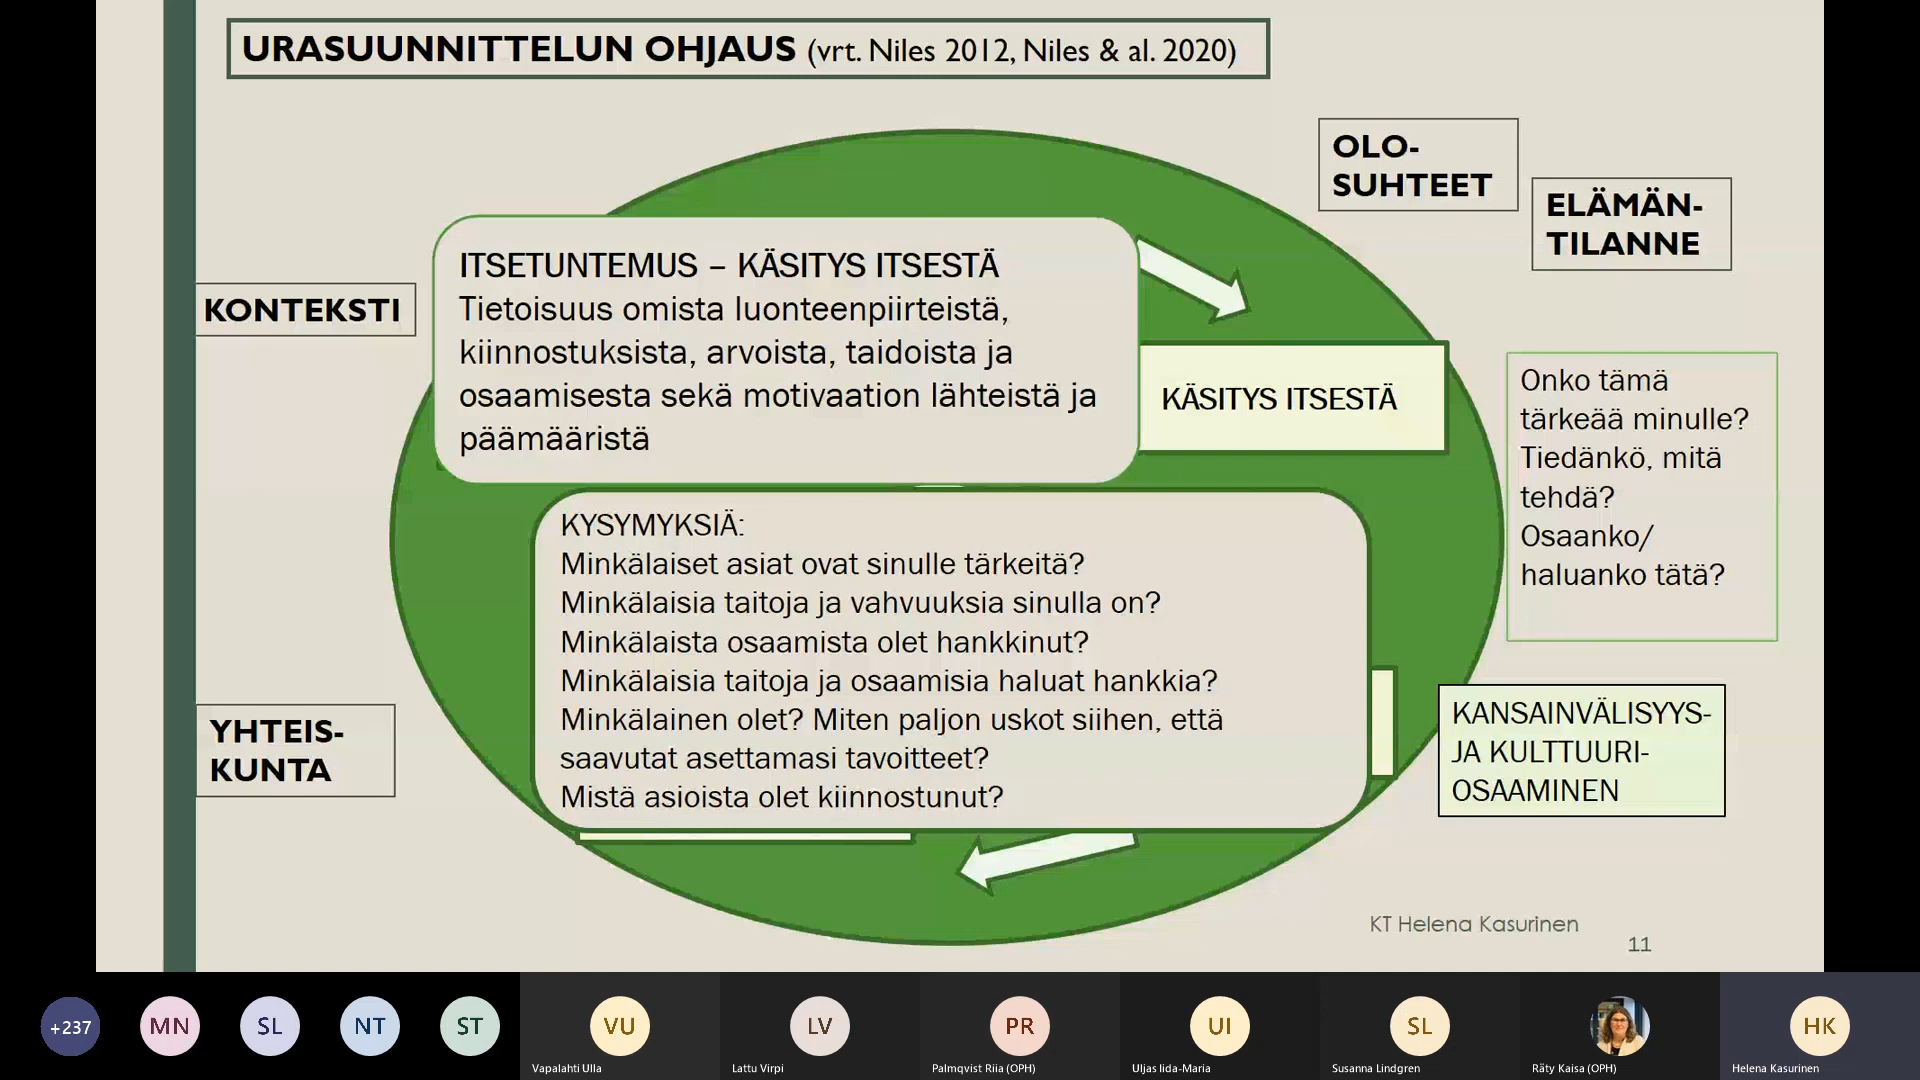 URASUUNNITTELUN OHJAUS (vrt. Niles 2012, Niles & al. 2020)
OLO-
SUHTEET
ELÄMÄN-
TILANNE
KONTEKSTI
ITSETUNTEMUS – KÄSITYS ITSESTÄ
Tietoisuus omista luonteenpiirteistä,
kiinnostuksista, arvoista, taidoista ja
osaamisesta sekä motivaation lähteistä ja
päämääristä
KÄSITYS ITSESTÄ
Onko tämä
tärkeää minulle?
Tiedänkö, mitä
tehdä?
Osaanko/
haluanko tätä?
KYSYMYKSIÄ:
Minkälaiset asiat ovat sinulle tärkeitä?
Minkälaisia taitoja ja vahvuuksia sinulla on?
Minkälaista osaamista olet hankkinut?
Minkälaisia taitoja ja osaamisia haluat hankkia?
Minkälainen olet? Miten paljon uskot siihen, että
saavutat asettamasi tavoitteet?
Mistä asioista olet kiinnostunut?
YHTEIS-
KUNTA
KANSAINVÄLISYYS-
JA KULTTUURI-
OSAAMINEN
KT Helena Kasurinen
11
+237
MN
SL
NT
ST
VU
LV
PR
UI
SL
HK
Vapalahti Ulla
Lattu Virpi
Palmqvist Riia (OPH)
Uljas Iida-Maria
Susanna Lindgren
Räty Kaisa (OPH)
Helena Kasurinen